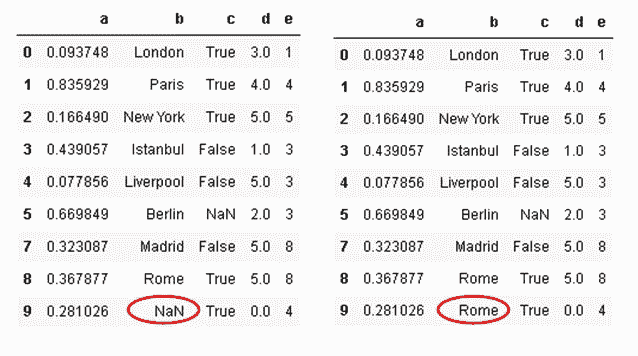 a b c d e
0 0.093748 London True 3.0 1
1 0.835929 Paris True 4.0 4
2 0.166490 New York True 5.0 5
3 0.439057 Istanbul False 1.0 3
4 0.077856 Liverpool False 5.0 3
5 0.669849 Berlin NaN 2.0 3
7 0.323087 Madrid False 5.0 8
8 0.367877 Rome True 5.0 8
9 0.281026 NaN True 0.0 4
a b c d e
0 0.093748 London True 3.0 1
1 0.835929 Paris True 4.0 4
2 0.166490 New York True 5.0 5
3 0.439057 Istanbul False 1.0 3
4 0.077856 Liverpool False 5.0 3
5 0.669849 Berlin NaN 2.0 3
7 0.323087 Madrid False 5.0 8
8 0.367877 Rome True 5.0 8
9 0.281026 Rome True 0.0 4